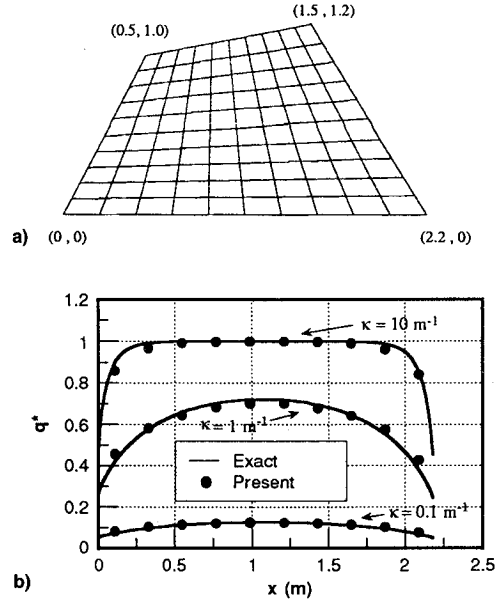 (1.5 , 1.2)
(0.5, 1.0)
a)
(0 , 0)
(2.2 , 0)
1.2
1
0.8
0.6
0.4
0.2
0
q*
κ = 10 m⁻¹
κ = 1 m⁻¹
Exact
Present
κ = 0.1 m⁻¹
0
0.5
1
1.5
2
2.5
b)
x (m)